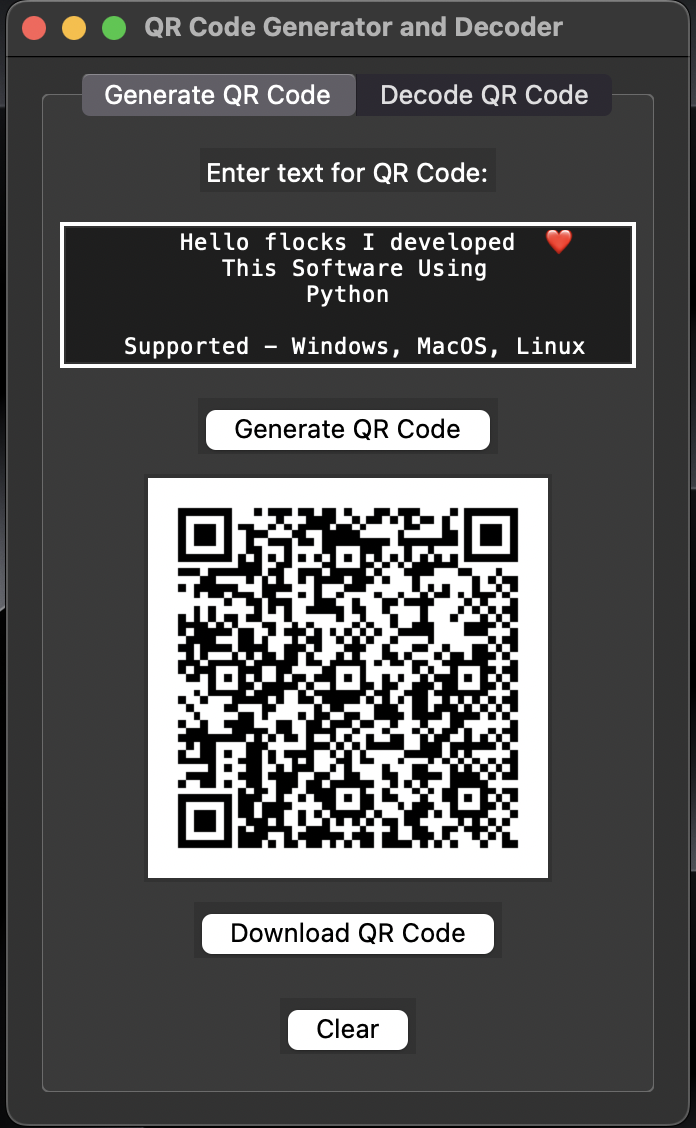 QR Code Generator and Decoder
Generate QR Code
Decode QR Code
Enter text for QR Code:
Hello flocks I developed ❤️
This Software Using
Python
Supported – Windows, MacOS, Linux
Generate QR Code
Download QR Code
Clear